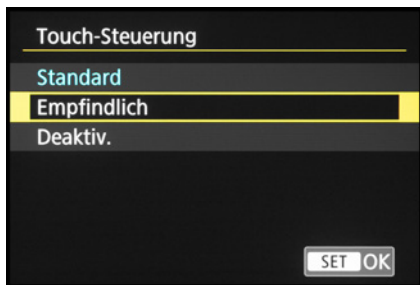 Touch-Steuerung
Standard
Empfindlich
Deaktiv.
SET OK